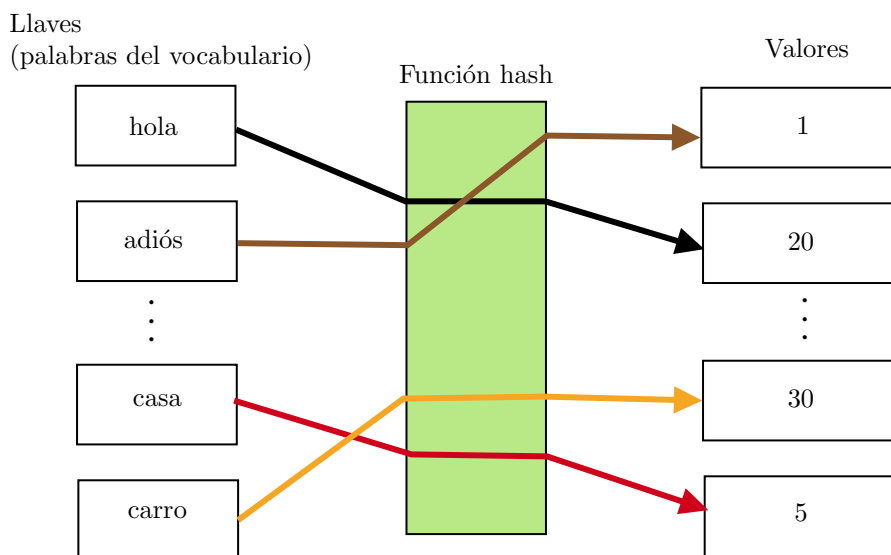 Llaves
(palabras del vocabulario)
Función hash
Valores
hola
1
adiós
20
casa
30
carro
5